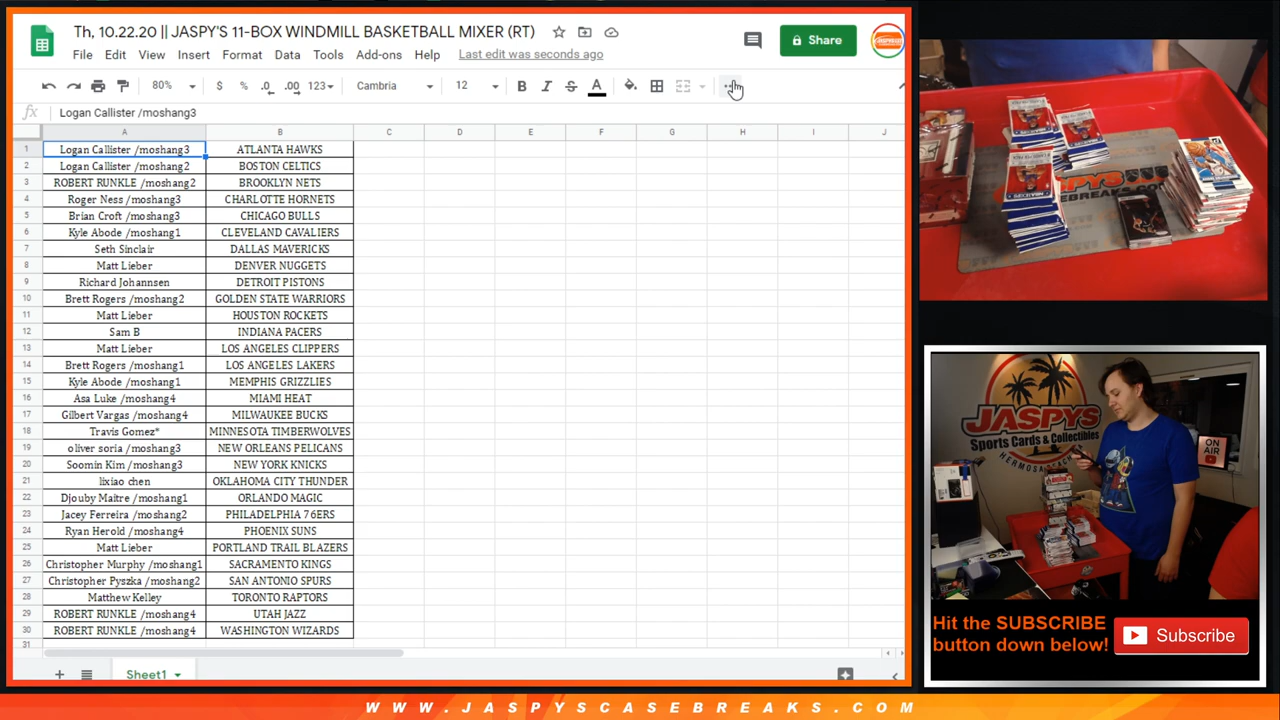 Th, 10.22.20 || JASPY'S 11-BOX WINDMILL BASKETBALL MIXER (RT)
File Edit View Insert Format Data Tools Add-ons Help Last edit was seconds ago
Share
80% $ % .0 .00 123 Cambria 12 B I S A
fx Logan Callister /moshang3
A B C D E F G H I J
1 Logan Callister /moshang3 ATLANTA HAWKS
2 Logan Callister /moshang2 BOSTON CELTICS
3 ROBERT RUNKLE /moshang2 BROOKLYN NETS
4 Roger Ness /moshang3 CHARLOTTE HORNETS
5 Brian Croft /moshang3 CHICAGO BULLS
6 Kyle Abode /moshang1 CLEVELAND CAVALIERS
7 Seth Sinclair DALLAS MAVERICKS
8 Matt Lieber DENVER NUGGETS
9 Richard Johannsen DETROIT PISTONS
10 Brett Rogers /moshang2 GOLDEN STATE WARRIORS
11 Matt Lieber HOUSTON ROCKETS
12 Sam B INDIANA PACERS
13 Matt Lieber LOS ANGELES CLIPPERS
14 Brett Rogers /moshang1 LOS ANGELES LAKERS
15 Kyle Abode /moshang1 MEMPHIS GRIZZLIES
16 Asa Luke /moshang4 MIAMI HEAT
17 Gilbert Vargas /moshang4 MILWAUKEE BUCKS
18 Travis Gomez* MINNESOTA TIMBERWOLVES
19 oliver soria /moshang3 NEW ORLEANS PELICANS
20 Soomin Kim /moshang3 NEW YORK KNICKS
21 lixiao chen OKLAHOMA CITY THUNDER
22 Djouby Maitre /moshang1 ORLANDO MAGIC
23 Jacey Ferreira /moshang2 PHILADELPHIA 76ERS
24 Ryan Herold /moshang4 PHOENIX SUNS
25 Matt Lieber PORTLAND TRAIL BLAZERS
26 Christopher Murphy /moshang1 SACRAMENTO KINGS
27 Christopher Pyszka /moshang2 SAN ANTONIO SPURS
28 Matthew Kelley TORONTO RAPTORS
29 ROBERT RUNKLE /moshang4 UTAH JAZZ
30 ROBERT RUNKLE /moshang4 WASHINGTON WIZARDS
31
Sheet1
JASPYS
CASEBREAKS
JASPYS
Sports Cards & Collectibles
HERMOSA BEACH
ON AIR
Hit the SUBSCRIBE
button down below!
Subscribe
WWW.JASPYSCASEBREAKS.COM